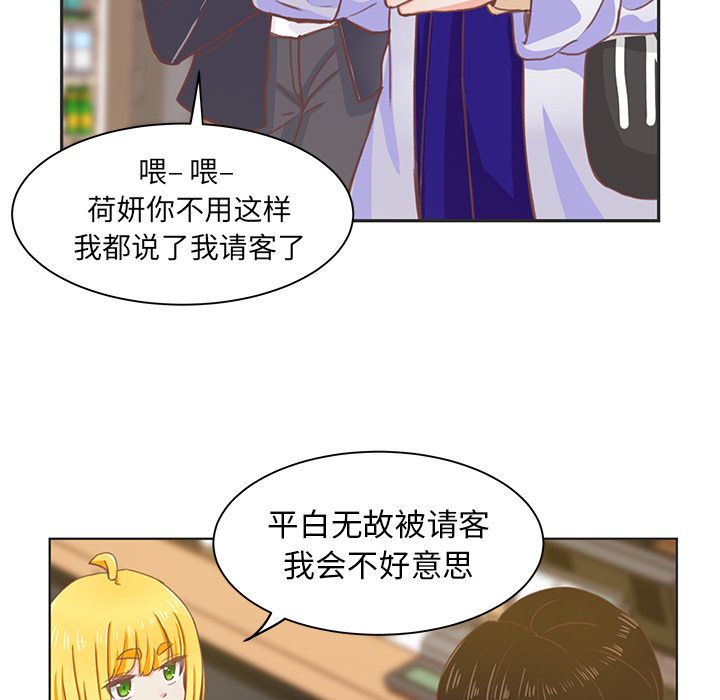 喂– 喂–
荷妍你不用这样
我都说了我请客了
平白无故被请客
我会不好意思